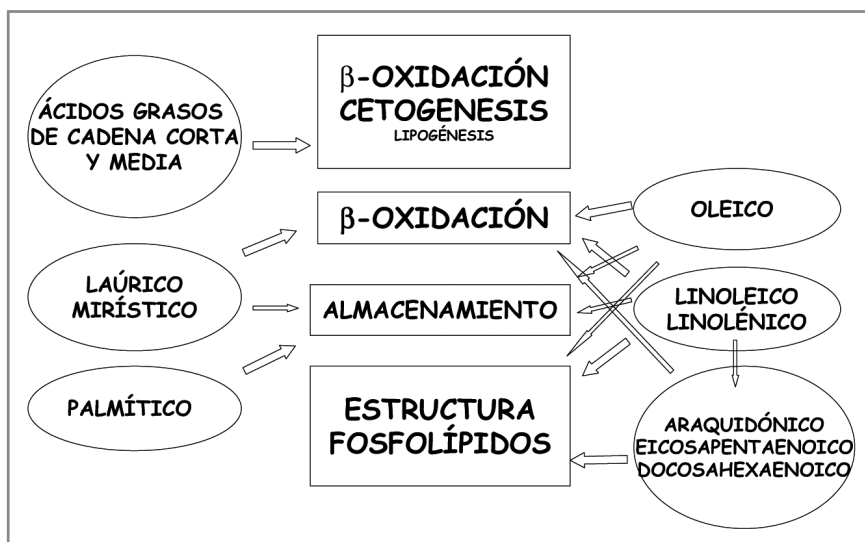 ÁCIDOS GRASOS
DE CADENA CORTA
Y MEDIA
β-OXIDACIÓN
CETOGENESIS
LIPOGÉNESIS
β-OXIDACIÓN
OLEICO
LAÚRICO
MIRÍSTICO
ALMACENAMIENTO
LINOLEICO
LINOLÉNICO
PALMÍTICO
ESTRUCTURA
FOSFOLÍPIDOS
ARAQUIDÓNICO
EICOSAPENTAENOICO
DOCOSAHEXAENOICO